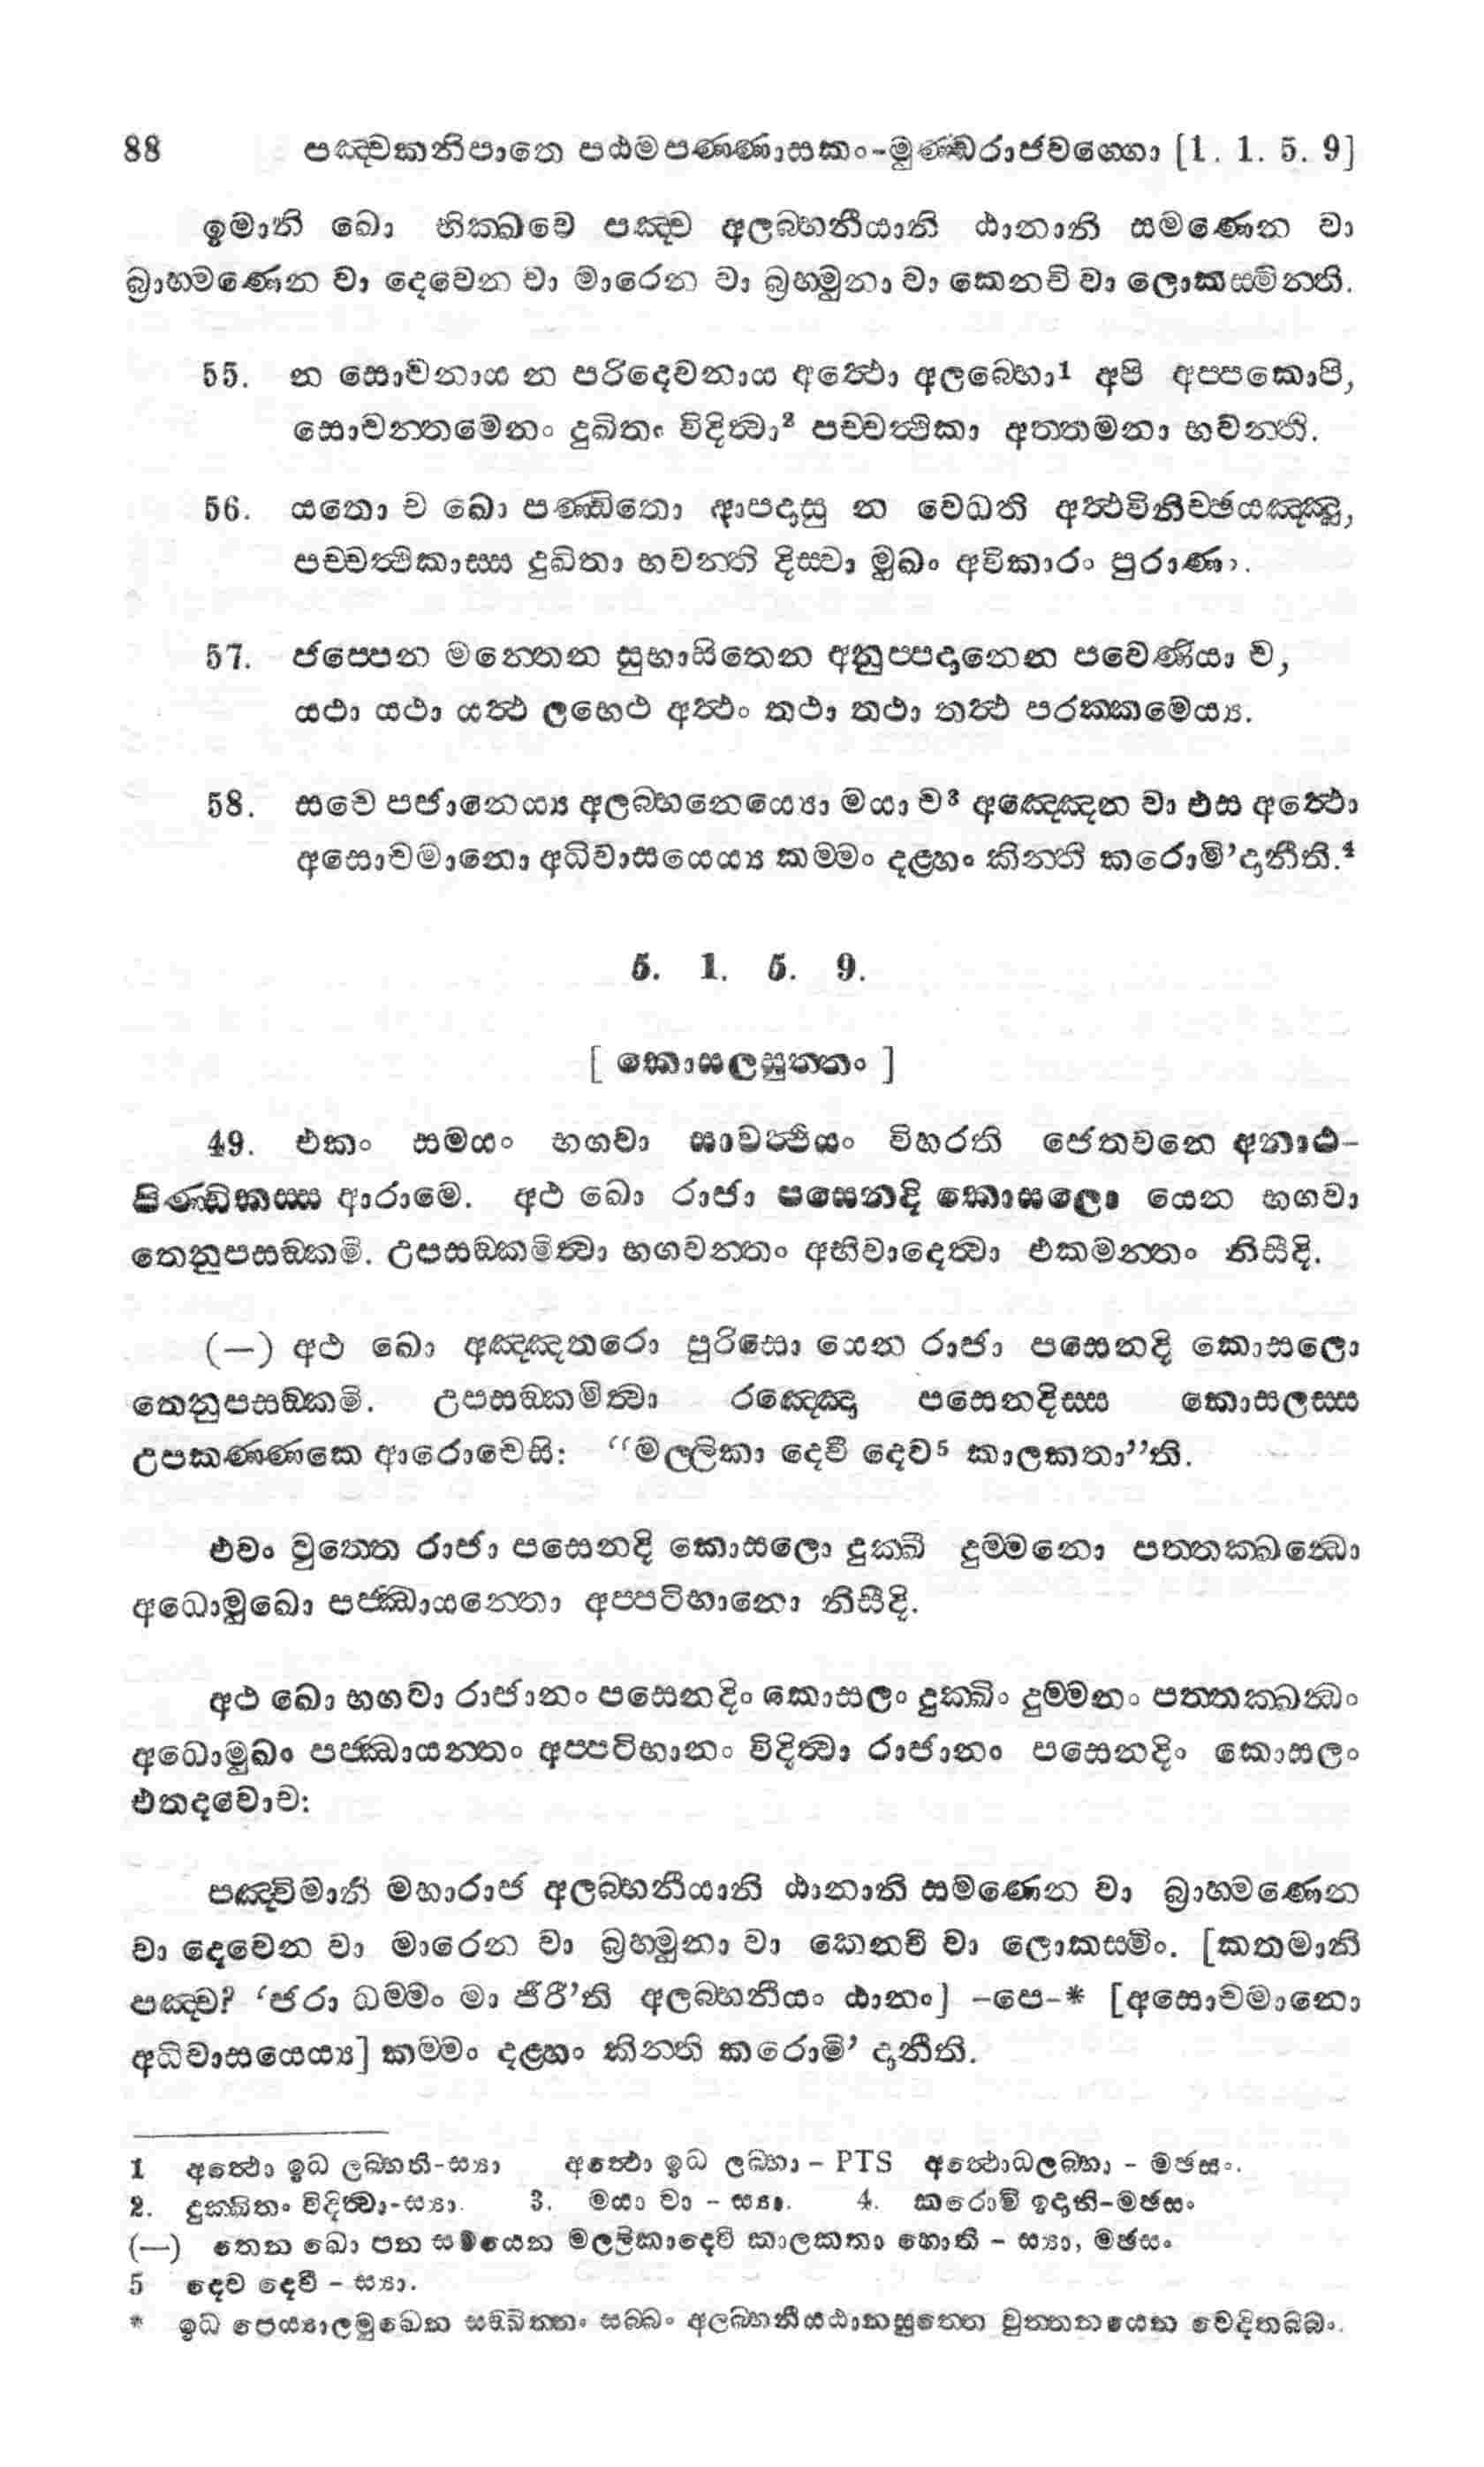 88 පඤ්චකනිපාතෙ පඨමපණ්ණාසකං-මුණ්ඩරාජවග්ගො [1. 1. 5. 9]
ඉමානි ඛො භික්ඛවෙ පඤ්ච අලබ්භනීයානි ඨානානි සමණෙන වා
බ්‍රාහ්මණෙන වා දෙවෙන වා මාරෙන වා බ්‍රහ්මුනා වා කෙනචි වා ලොකස්මින්ති.
55. න සොචනාය න පරිදෙවනාය අත්ථො අලබ්භො¹ අපි අප්පකොපි,
සොචන්තමෙනං දුඛිතං විදිත්වා² පච්චත්ථිකා අත්තමනා භවන්ති.
56. යතො ච ඛො පණ්ඩිතො ආපදාසු න වෙධති අත්ථවිනිච්ඡයඤ්ඤූ,
පච්චත්ථිකාස්ස දුඛිතා භවන්ති දිස්වා මුඛං අවිකාරං පුරාණං.
57. ජප්පෙන මන්තෙන සුභාසිතෙන අනුප්පදානෙන පවෙණියා ච,
යථා යථා යත්ථ ලභෙථ අත්ථං තථා තථා තත්ථ පරක්කමෙය්‍ය.
58. සචෙ පජානෙය්‍ය අලබ්භනෙය්‍යො මයා ච³ අඤ්ඤෙන වා එස අත්ථො
අසොචමානො අධිවාසයෙය්‍ය කම්මං දළ්හං කින්ති කරොමි’දානීති.⁴
5. 1. 5. 9.
[ කොසලසුත්තං ]
49. එකං සමයං භගවා සාවත්ථියං විහරති ජෙතවනෙ අනාථ-
පිණ්ඩිකස්ස ආරාමෙ. අථ ඛො රාජා පසෙනදි කොසලො යෙන භගවා
තෙනුපසඞ්කමි. උපසඞ්කමිත්වා භගවන්තං අභිවාදෙත්වා එකමන්තං නිසීදි.
(—) අථ ඛො අඤ්ඤතරො පුරිසො යෙන රාජා පසෙනදි කොසලො
තෙනුපසඞ්කමි. උපසඞ්කමිත්වා රඤ්ඤො පසෙනදිස්ස කොසලස්ස
උපකණ්ණකෙ ආරොචෙසි: “මල්ලිකා දෙවී දෙව⁵ කාලකතා”ති.
එවං වුත්තෙ රාජා පසෙනදි කොසලො දුක්ඛී දුම්මනො පත්තක්ඛන්ධො
අධොමුඛො පජ්ඣායන්තො අප්පටිභානො නිසීදි.
අථ ඛො භගවා රාජානං පසෙනදිං කොසලං දුක්ඛිං දුම්මනං පත්තක්ඛන්ධං
අධොමුඛං පජ්ඣායන්තං අප්පටිභානං විදිත්වා රාජානං පසෙනදිං කොසලං
එතදවොච:
පඤ්චිමානි මහාරාජ අලබ්භනීයානි ඨානානි සමණෙන වා බ්‍රාහ්මණෙන
වා දෙවෙන වා මාරෙන වා බ්‍රහ්මුනා වා කෙනචි වා ලොකස්මිං. [කතමානි
පඤ්ච? ‘ජරා ධම්මං මා ජීරී’ති අලබ්භනීයං ඨානං] -පෙ-* [අසොචමානො
අධිවාසයෙය්‍ය] කම්මං දළ්හං කින්ති කරොමි’ දානීති.
1 අත්ථො ඉධ ලබ්භති-ස්‍යා අත්ථො ඉධ ලබ්භා - PTS අත්ථොධලබ්භා - මඡසං.
2. දුක්ඛිතං විදිත්වා-ස්‍යා. 3. මයා වා - ස්‍යා. 4. කරොමි ඉදානි-මඡසං
(—) තෙන ඛො පන සමයෙන මල්ලිකාදෙවි කාලකතා හොති - ස්‍යා, මඡසං
5 දෙව දෙවී - ස්‍යා.
* ඉධ පෙය්‍යාලමුඛෙන සඞ්ඛිත්තං සබ්බං අලබ්භනීයඨානසුත්තෙ වුත්තනයෙන වෙදිතබ්බං.